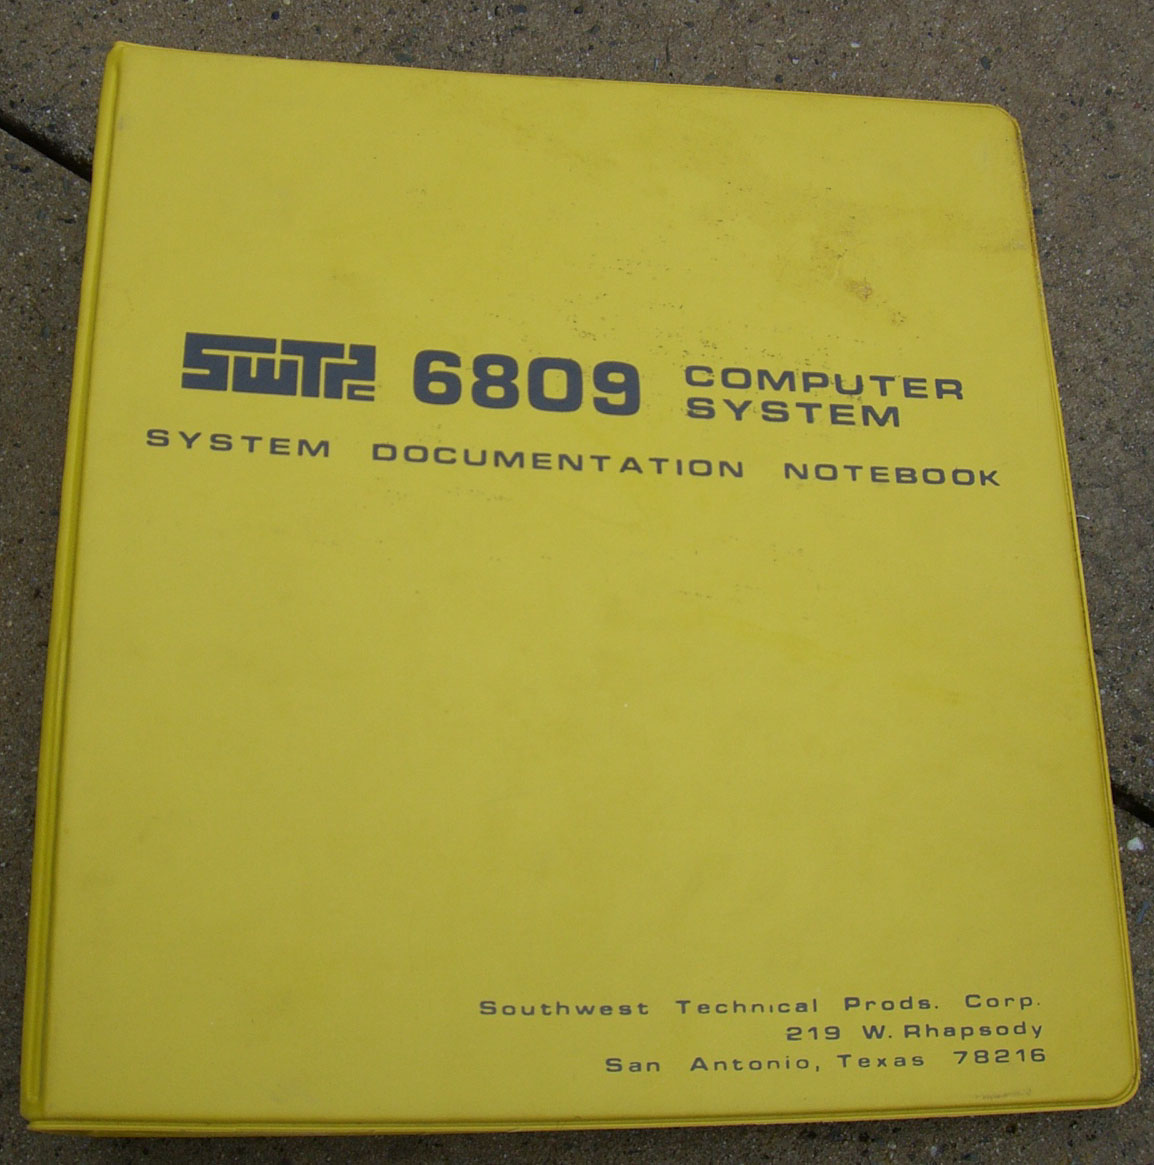 SWTPC 6809 COMPUTER
SYSTEM
SYSTEM DOCUMENTATION NOTEBOOK
Southwest Technical Prods. Corp.
219 W. Rhapsody
San Antonio, Texas 78216